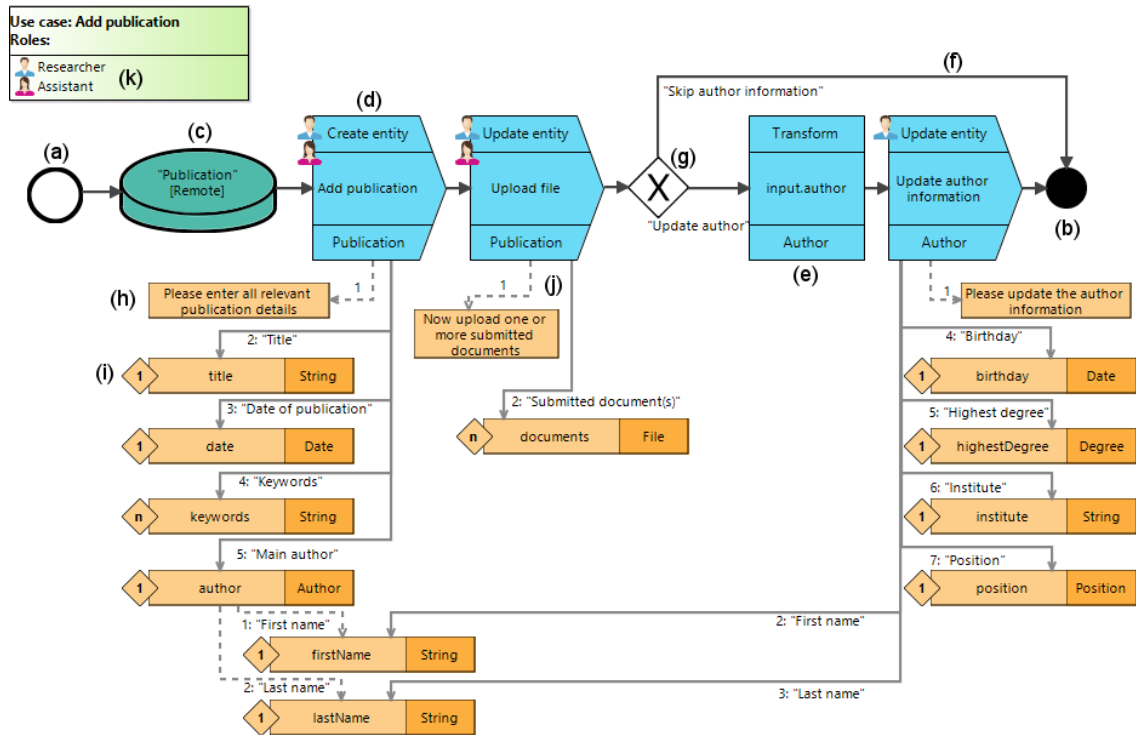 Use case: Add publication
Roles:
Researcher
Assistant
(k)
(a)
(c)
"Publication"
[Remote]
(d)
Create entity
Add publication
Publication
Update entity
Upload file
Publication
(g)
X
(f)
"Skip author information"
"Update author"
Transform
input.author
Author
(e)
Update entity
Update author
information
Author
(b)
(h)
Please enter all relevant
publication details
1
(j)
1
Now upload one or
more submitted
documents
1
Please update the author
information
2: "Title"
(i)
1
title
String
3: "Date of publication"
1
date
Date
4: "Keywords"
n
keywords
String
5: "Main author"
1
author
Author
1: "First name"
1
firstName
String
2: "Last name"
1
lastName
String
2: "Submitted document(s)"
n
documents
File
4: "Birthday"
1
birthday
Date
5: "Highest degree"
1
highestDegree
Degree
6: "Institute"
1
institute
String
7: "Position"
1
position
Position
2: "First name"
3: "Last name"